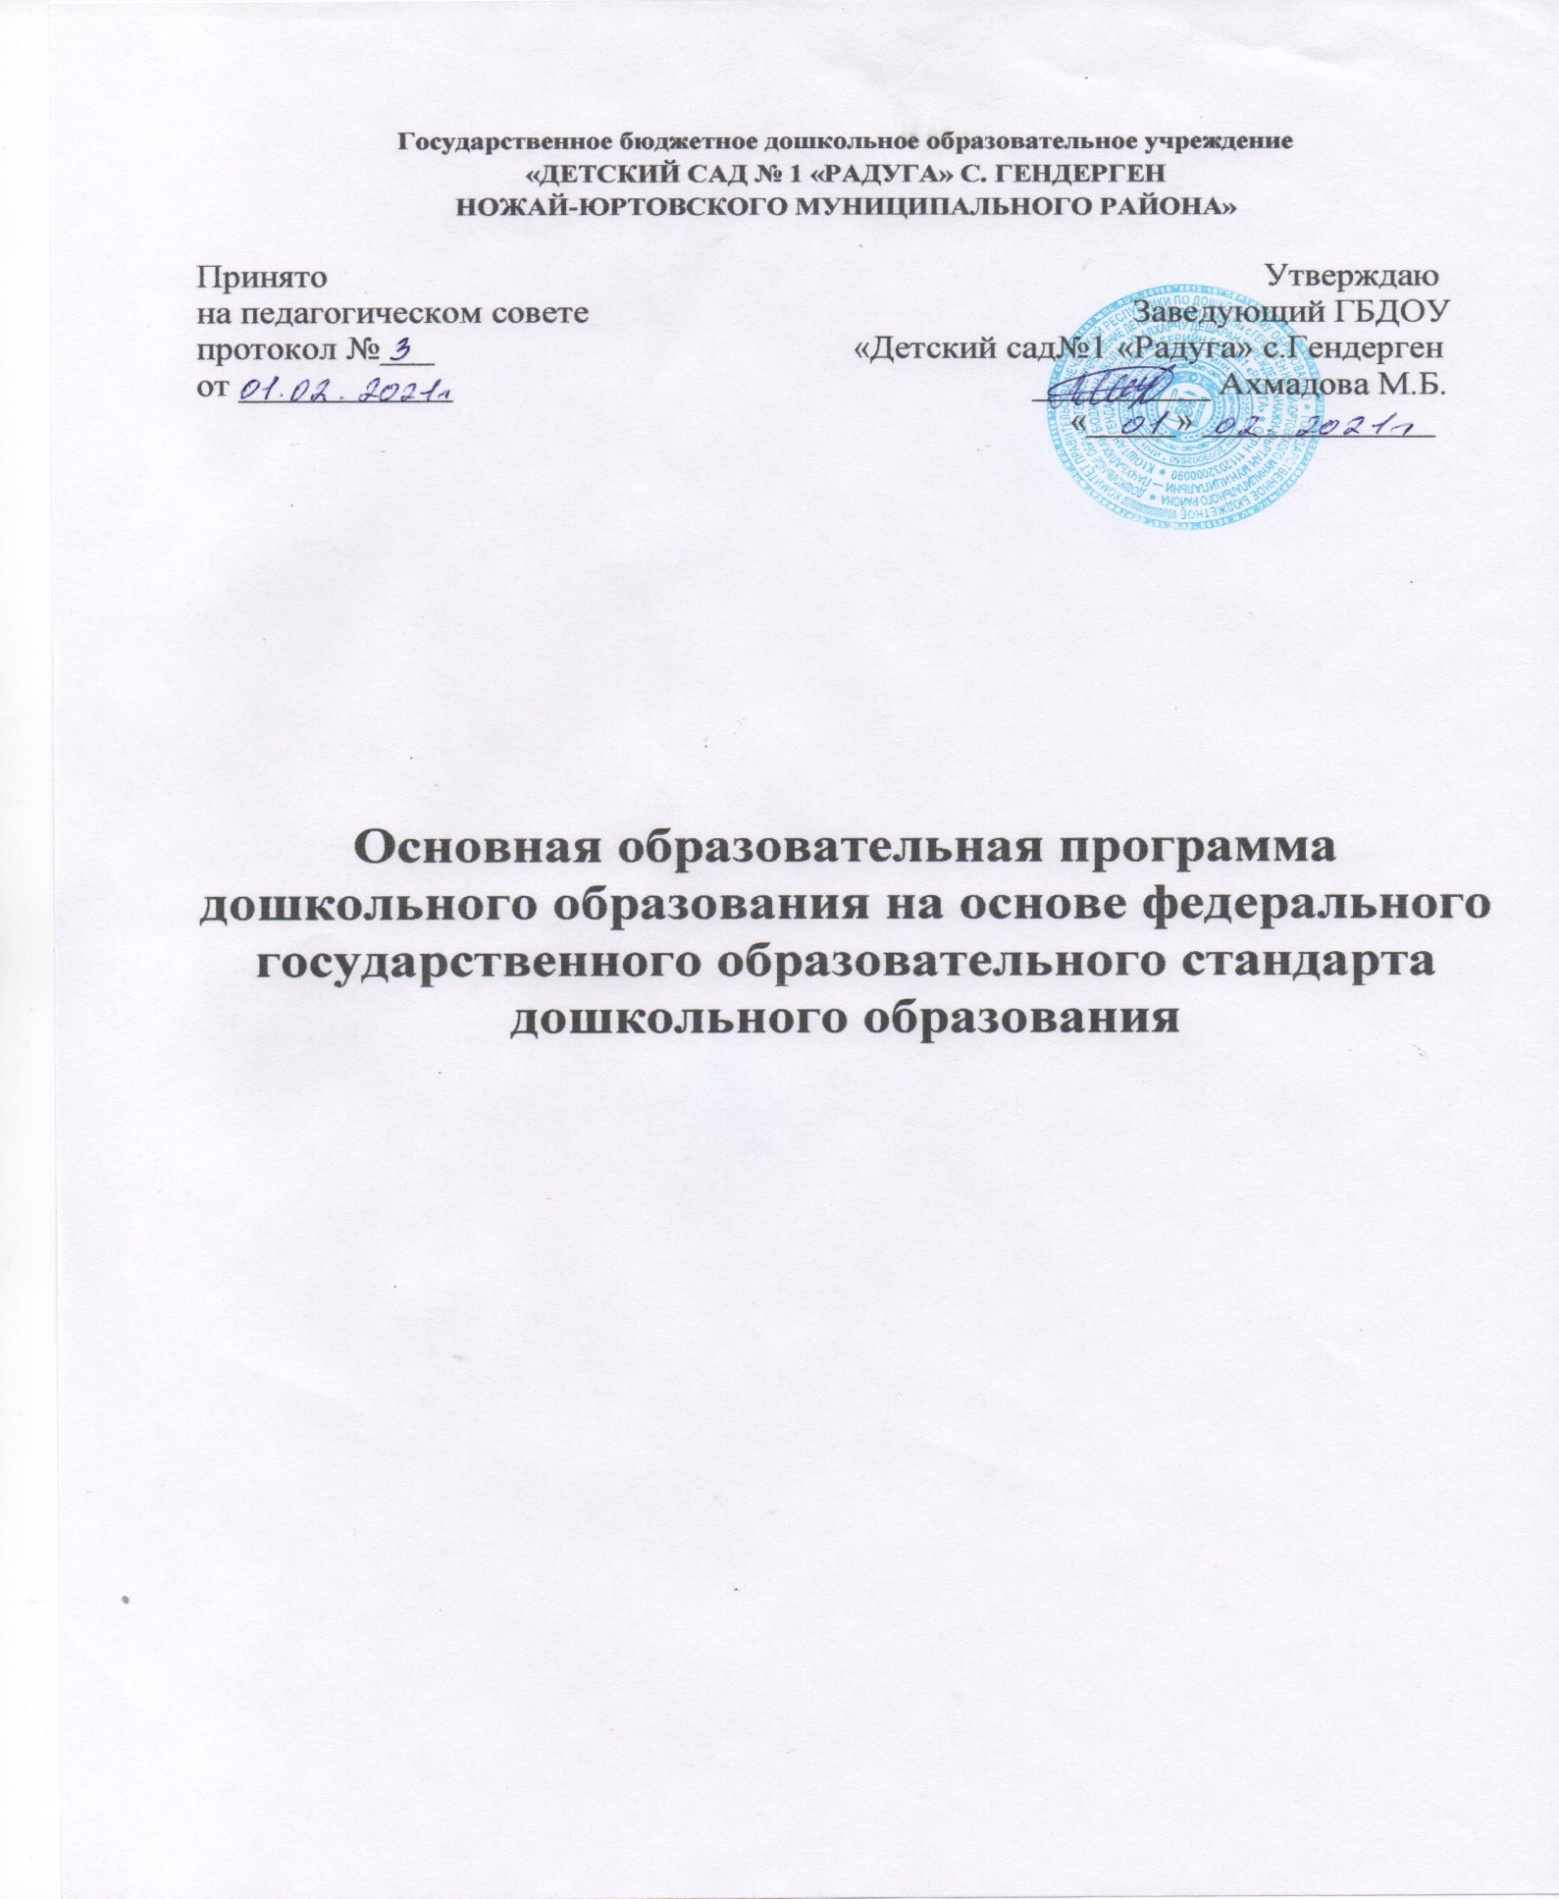 Государственное бюджетное дошкольное образовательное учреждение
«ДЕТСКИЙ САД № 1 «РАДУГА» С. ГЕНДЕРГЕН
НОЖАЙ-ЮРТОВСКОГО МУНИЦИПАЛЬНОГО РАЙОНА»
Принято
на педагогическом совете
протокол № 3
от 01.02.2021г
Утверждаю
Заведующий ГБДОУ
«Детский сад№1 «Радуга» с.Гендерген
Ахмадова М.Б.
« 01 » 02. 2021г
Основная образовательная программа
дошкольного образования на основе федерального
государственного образовательного стандарта
дошкольного образования